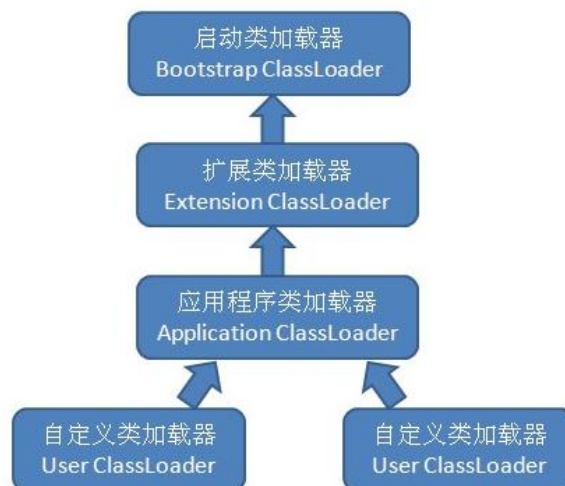 启动类加载器
Bootstrap ClassLoader
扩展类加载器
Extension ClassLoader
应用程序类加载器
Application ClassLoader
自定义类加载器
User ClassLoader
自定义类加载器
User ClassLoader